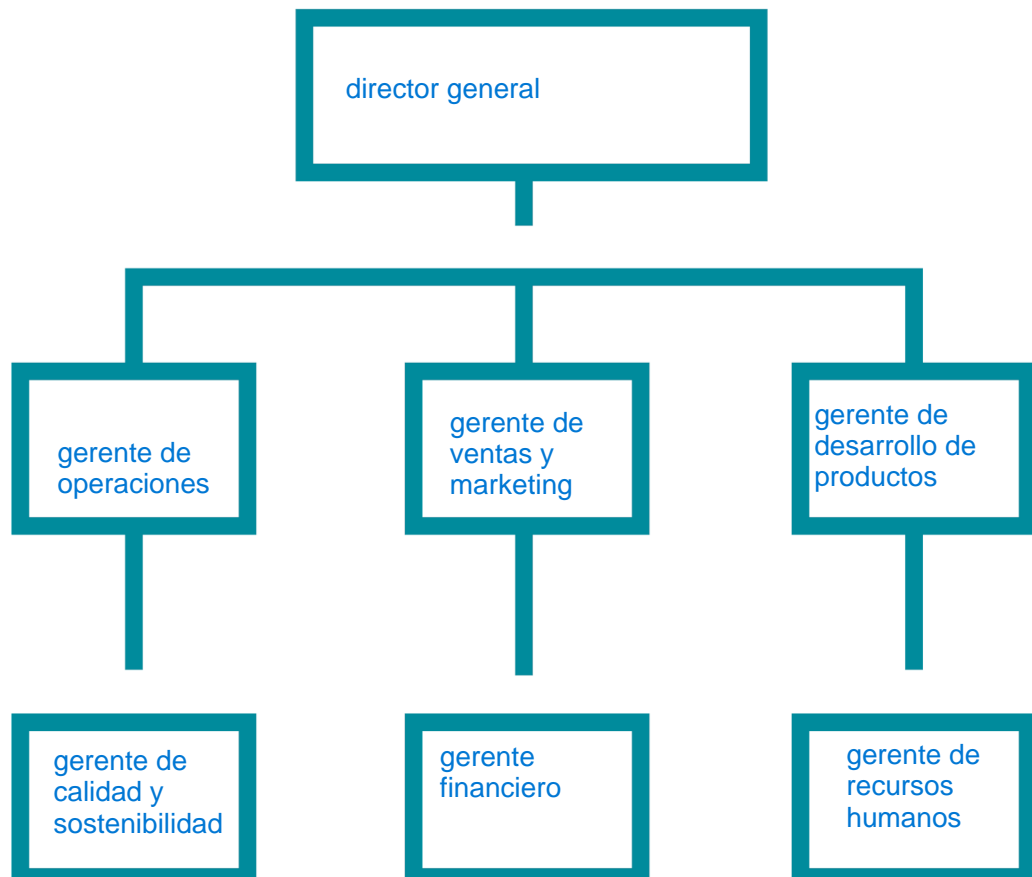 director general
gerente de
operaciones
gerente de
ventas y
marketing
gerente de
desarrollo de
productos
gerente de
calidad y
sostenibilidad
gerente
financiero
gerente de
recursos
humanos